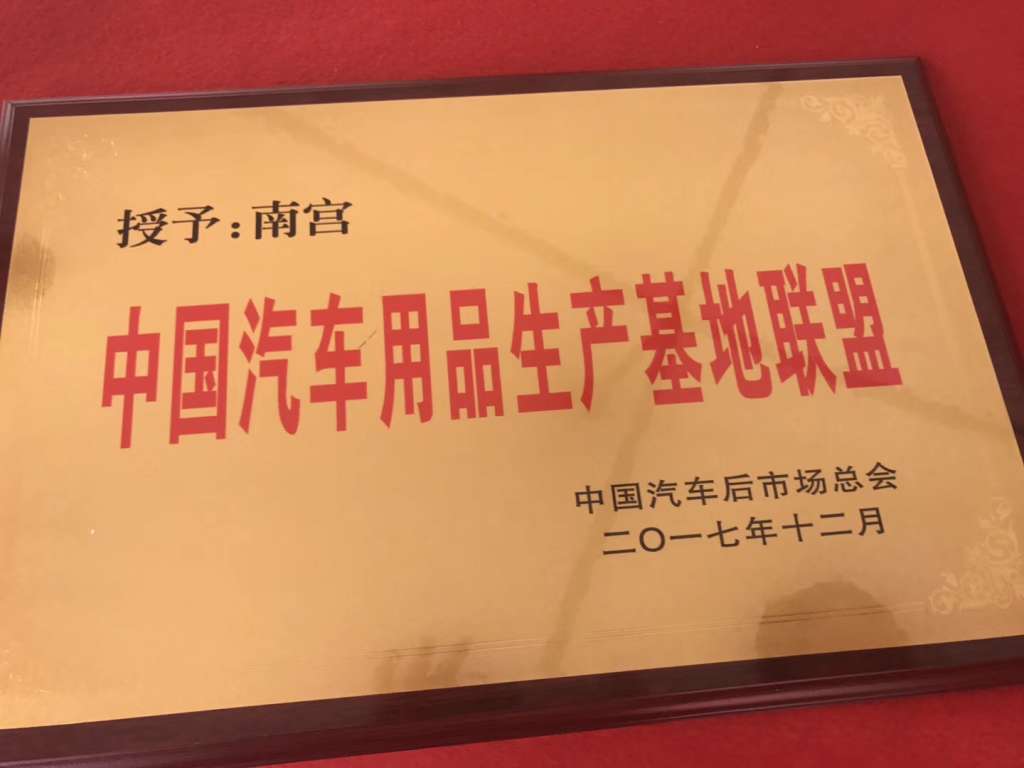 授予:南宫
中国汽车用品生产基地联盟
中国汽车后市场总会
二〇一七年十二月